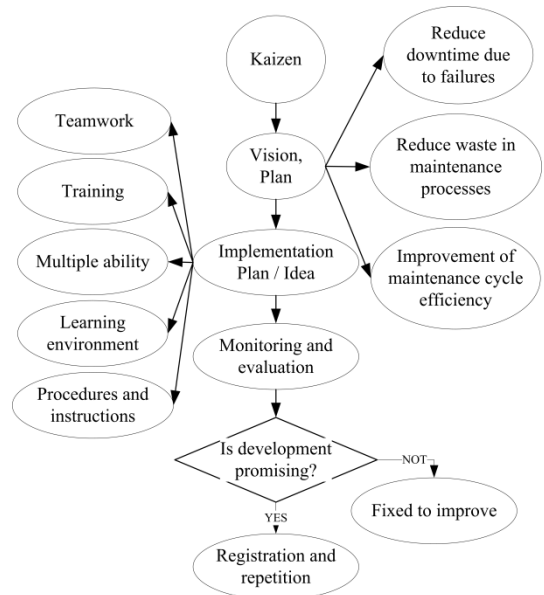 Kaizen
Reduce
downtime due
to failures
Teamwork
Vision,
Plan
Reduce waste in
maintenance
processes
Training
Multiple ability
Implementation
Plan / Idea
Improvement of
maintenance cycle
efficiency
Learning
environment
Monitoring and
evaluation
Procedures and
instructions
Is development
promising?
NOT
Fixed to improve
YES
Registration and
repetition